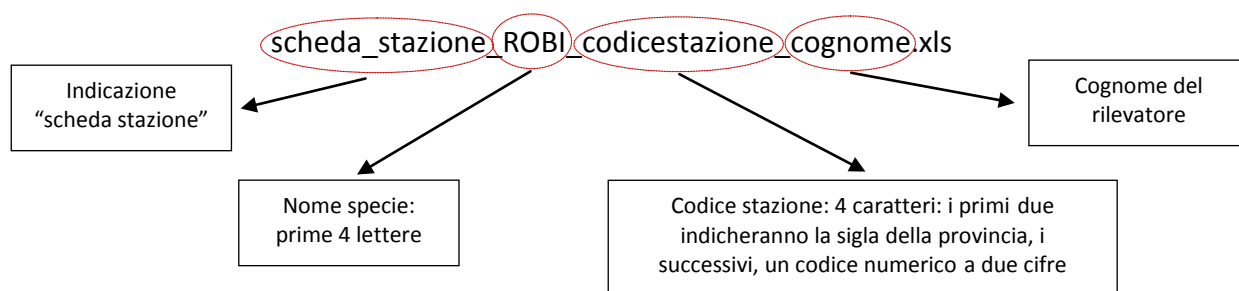 scheda_stazione_ROBI_codicestazione_cognome.xls
Indicazione
“scheda stazione”
Cognome del
rilevatore
Nome specie:
prime 4 lettere
Codice stazione: 4 caratteri: i primi due
indicheranno la sigla della provincia, i
successivi, un codice numerico a due cifre